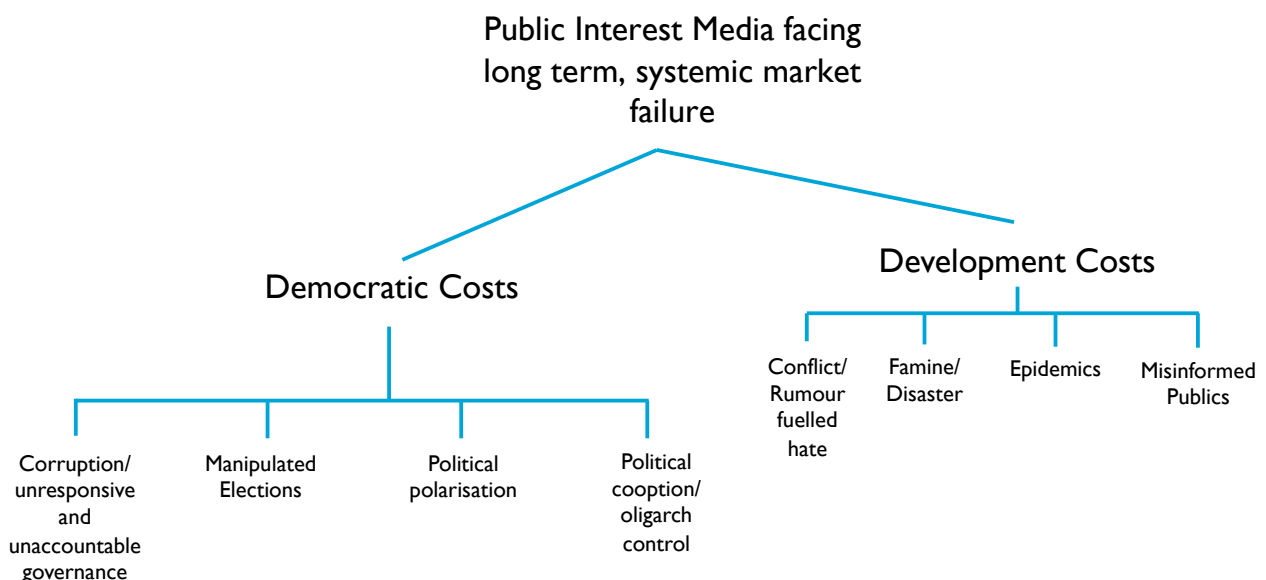 Public Interest Media facing
long term, systemic market
failure
Democratic Costs
Corruption/
unresponsive
and
unaccountable
governance
Manipulated
Elections
Political
polarisation
Political
cooption/
oligarch
control
Development Costs
Conflict/
Rumour
fuelled
hate
Famine/
Disaster
Epidemics
Misinformed
Publics